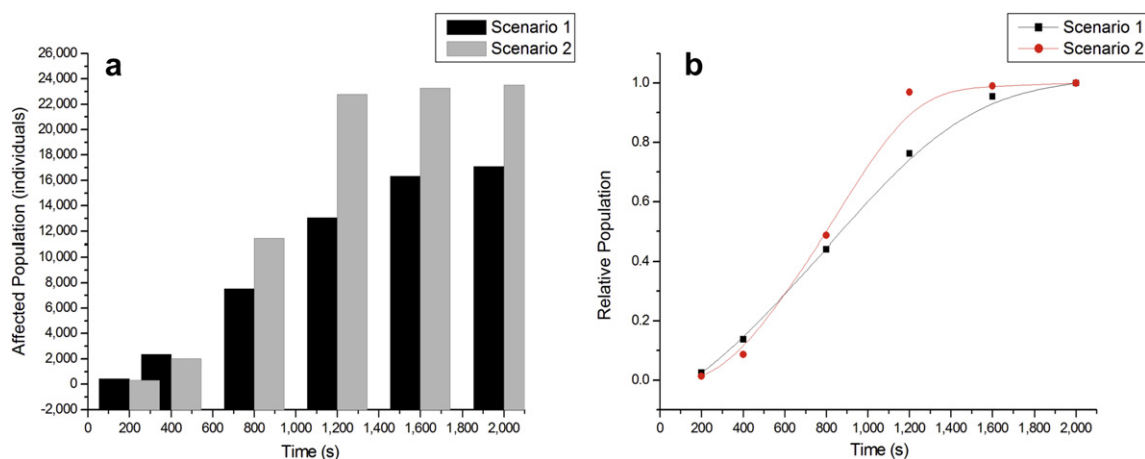 Scenario 1
Scenario 2
a
26,000
24,000
22,000
20,000
18,000
16,000
14,000
12,000
10,000
8,000
6,000
4,000
2,000
0
-2,000
Affected Population (individuals)
0 200 400 600 800 1,000 1,200 1,400 1,600 1,800 2,000
Time (s)
Scenario 1
Scenario 2
b
1.0
0.8
0.6
0.4
0.2
0.0
Relative Population
0 200 400 600 800 1,000 1,200 1,400 1,600 1,800 2,000
Time (s)